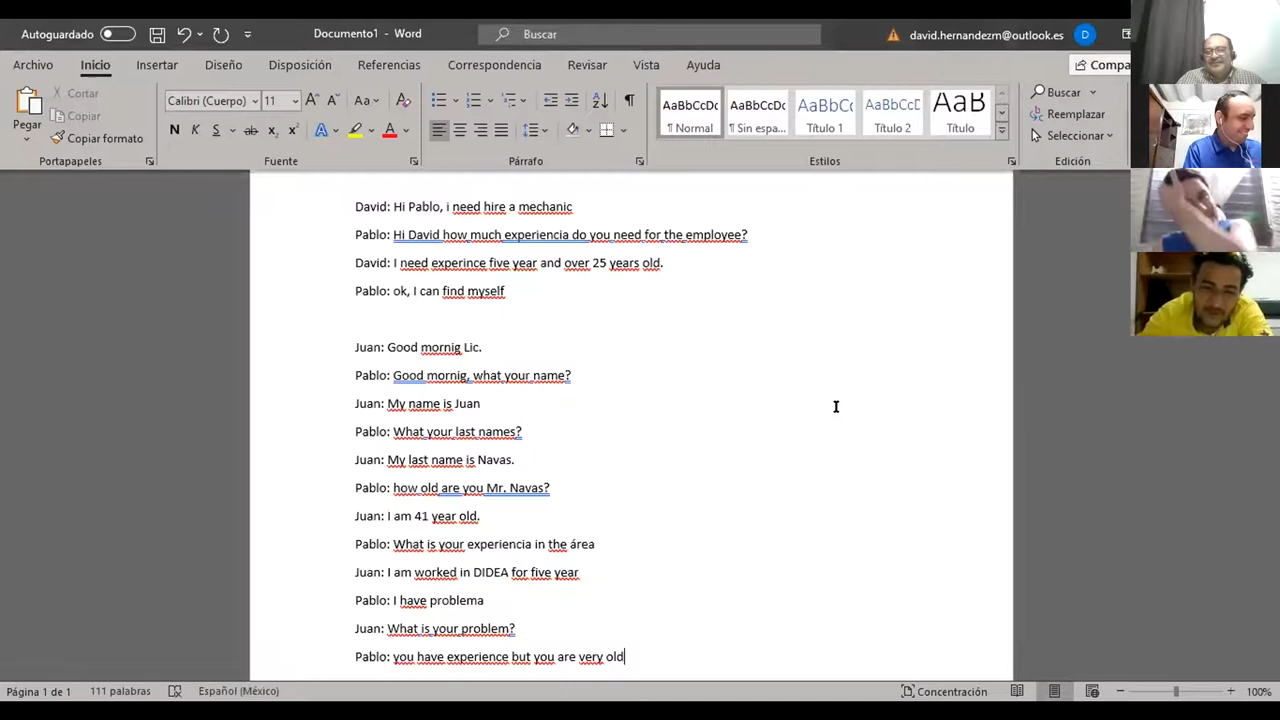 Autoguardado
Documento1 - Word
Buscar
david.hernandezm@outlook.es
D
Archivo Inicio Insertar Diseño Disposición Referencias Correspondencia Revisar Vista Ayuda
Compa
Pegar
Cortar
Copiar
Copiar formato
Portapapeles
Calibri (Cuerpo) 11
N K S ab x₂ x²
Fuente
Párrafo
AaBbCcDc AaBbCcDc AaBbCc AaBbCcD AaB
¶ Normal ¶ Sin espa... Título 1 Título 2 Título
Estilos
Buscar
Reemplazar
Seleccionar
Edición
David: Hi Pablo, i need hire a mechanic
Pablo: Hi David how much experiencia do you need for the employee?
David: I need experince five year and over 25 years old.
Pablo: ok, I can find myself
Juan: Good mornig Lic.
Pablo: Good mornig, what your name?
Juan: My name is Juan
Pablo: What your last names?
Juan: My last name is Navas.
Pablo: how old are you Mr. Navas?
Juan: I am 41 year old.
Pablo: What is your experiencia in the área
Juan: I am worked in DIDEA for five year
Pablo: I have problema
Juan: What is your problem?
Pablo: you have experience but you are very old
Página 1 de 1 111 palabras Español (México) Concentración 100%